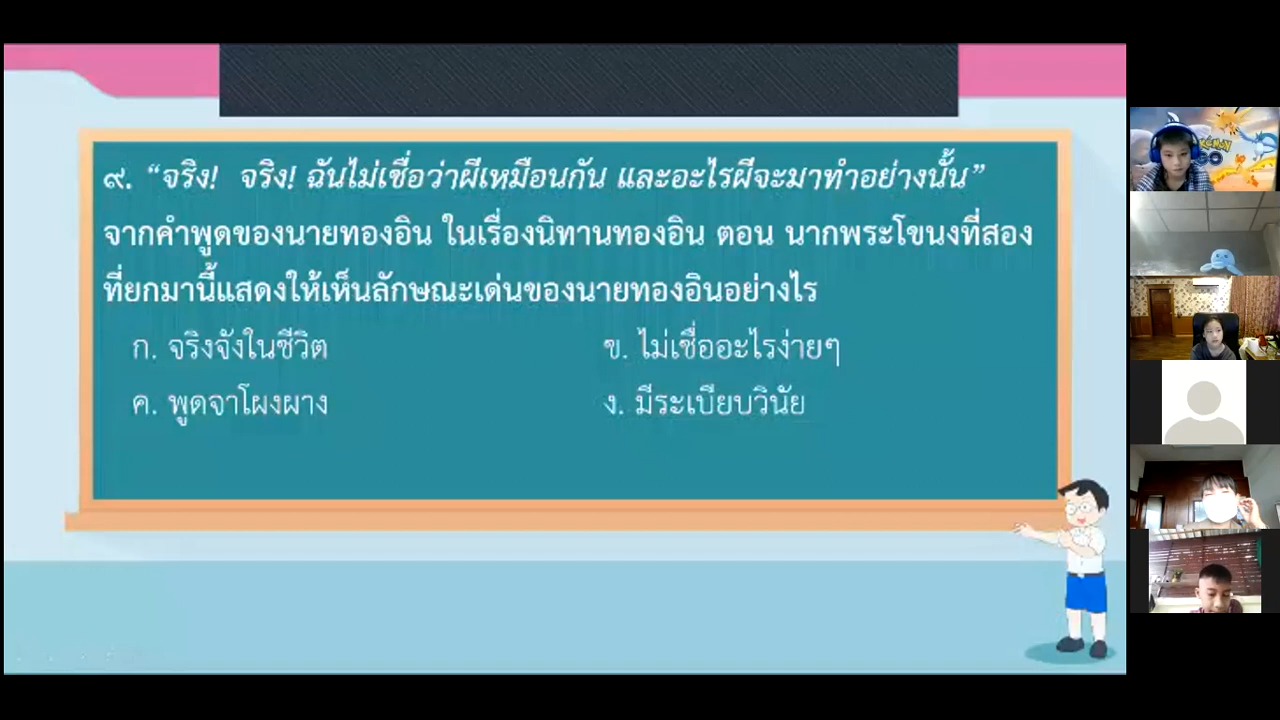 ๙. “จริง! จริง! ฉันไม่เชื่อว่าผีเหมือนกัน และอะไรผีจะมาทำอย่างนั้น”
จากคำพูดของนายทองอิน ในเรื่องนิทานทองอิน ตอน นากพระโขนงที่สอง
ที่ยกมานี้แสดงให้เห็นลักษณะเด่นของนายทองอินอย่างไร
ก. จริงจังในชีวิต
ข. ไม่เชื่ออะไรง่ายๆ
ค. พูดจาโผงผาง
ง. มีระเบียบวินัย